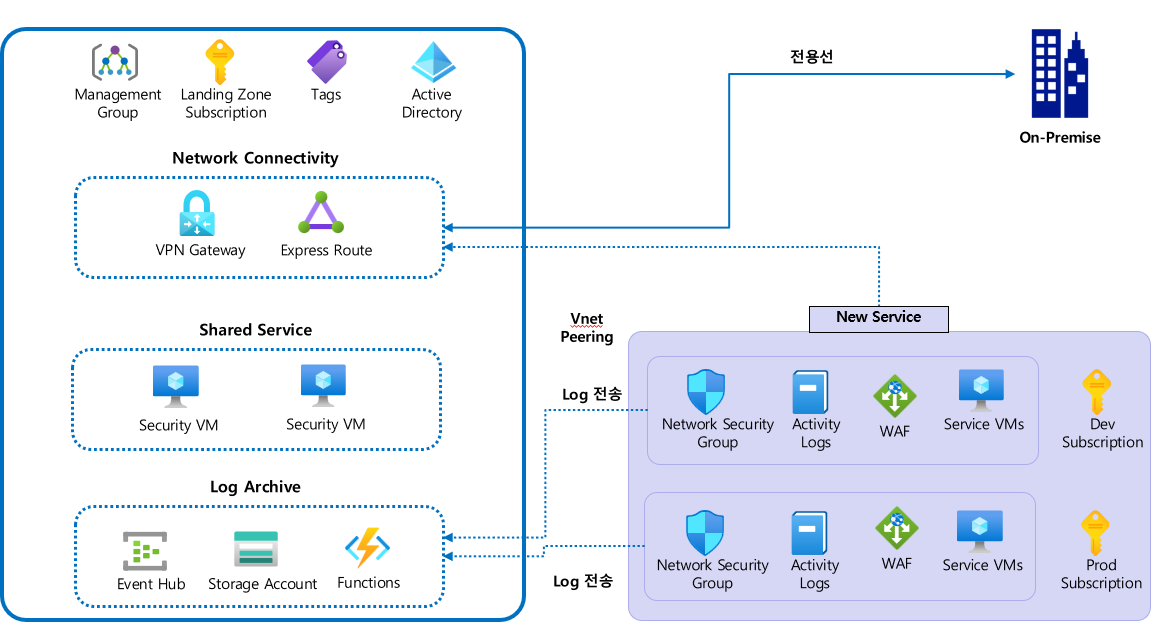 Management
Group
Landing Zone
Subscription
Tags
Active
Directory
전용선
On-Premise
Network Connectivity
VPN Gateway
Express Route
Shared Service
Security VM
Security VM
Vnet
Peering
New Service
Log 전송
Network Security
Group
Activity
Logs
WAF
Service VMs
Dev
Subscription
Log Archive
Event Hub
Storage Account
Functions
Log 전송
Network Security
Group
Activity
Logs
WAF
Service VMs
Prod
Subscription